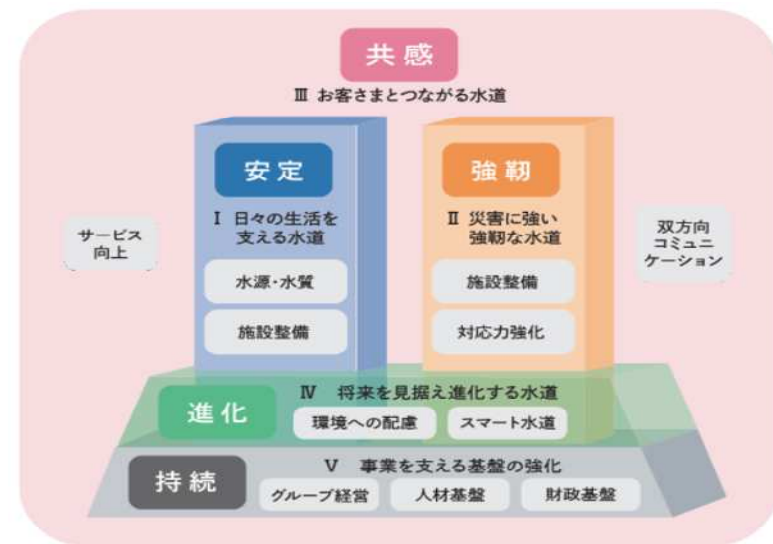 共感
Ⅲ お客さまとつながる水道
安定
Ⅰ 日々の生活を
支える水道
水源・水質
施設整備
強靭
Ⅱ 災害に強い
強靭な水道
施設整備
対応力強化
サービス
向上
双方向
コミュニ
ケーション
進化
Ⅳ 将来を見据え進化する水道
環境への配慮
スマート水道
持続
Ⅴ 事業を支える基盤の強化
グループ経営
人材基盤
財政基盤